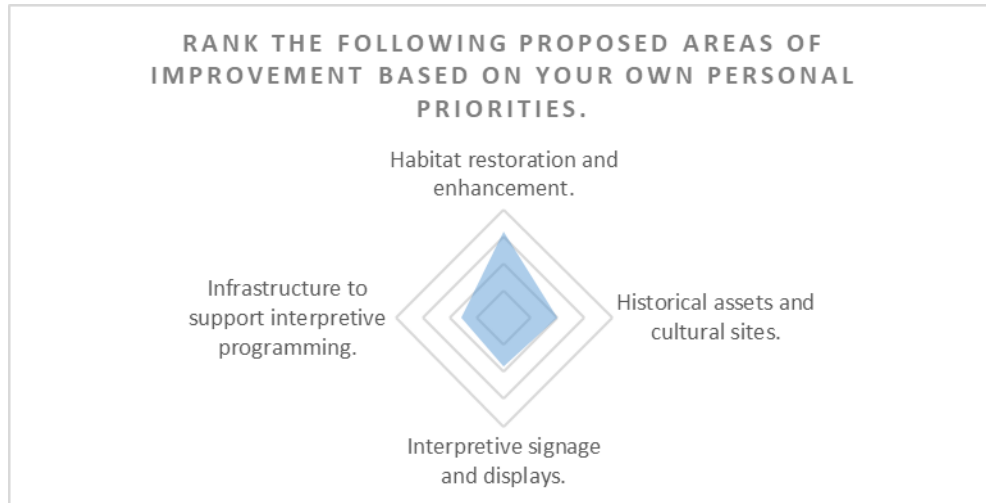 RANK THE FOLLOWING PROPOSED AREAS OF
IMPROVEMENT BASED ON YOUR OWN PERSONAL
PRIORITIES.
Habitat restoration and
enhancement.
Infrastructure to
support interpretive
programming.
Historical assets and
cultural sites.
Interpretive signage
and displays.